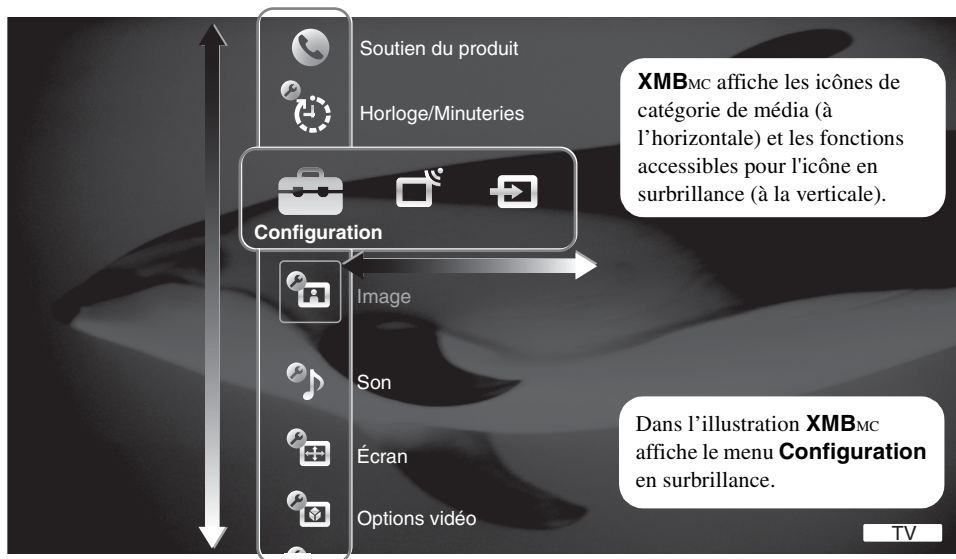 Soutien du produit
Horloge/Minuteries
Configuration
Image
Son
Écran
Options vidéo
XMBMC affiche les icônes de
catégorie de média (à
l’horizontale) et les fonctions
accessibles pour l'icône en
surbrillance (à la verticale).
Dans l’illustration XMBMC
affiche le menu Configuration
en surbrillance.
TV